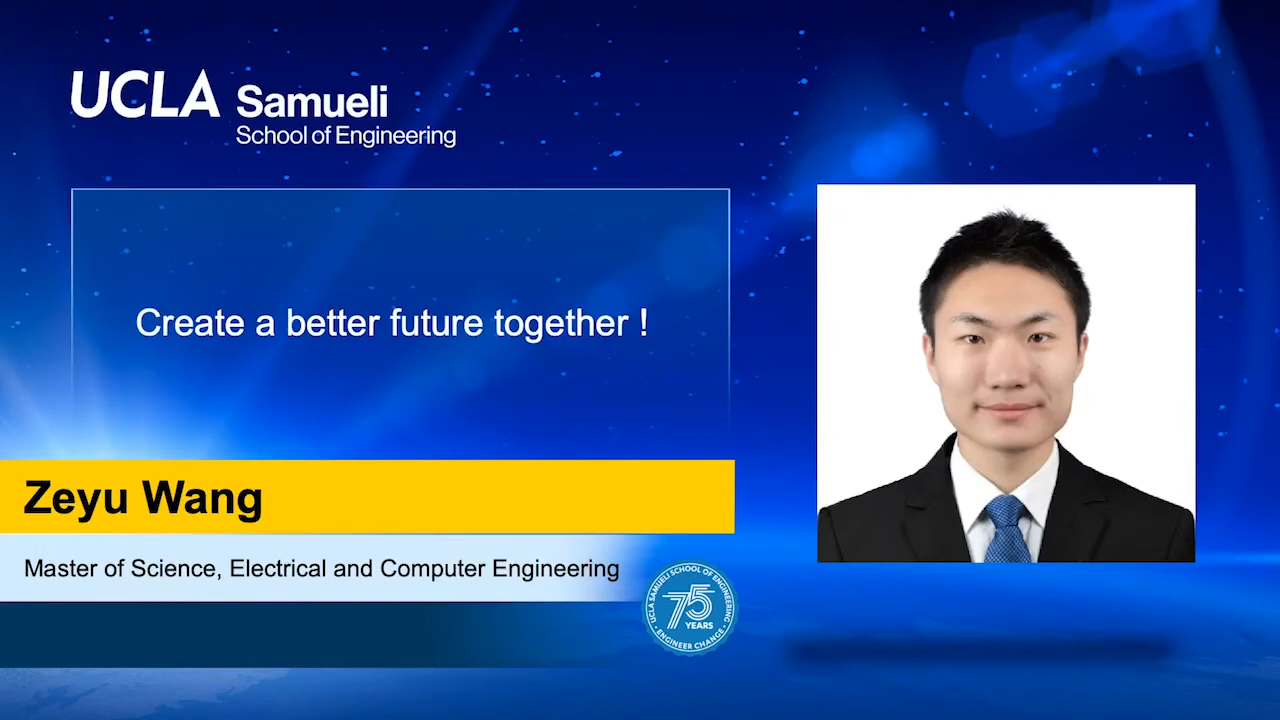 UCLA Samueli
School of Engineering
Create a better future together !
Zeyu Wang
Master of Science, Electrical and Computer Engineering
UCLA SAMUELI SCHOOL OF ENGINEERING
75
YEARS
ENGINEER CHANGE